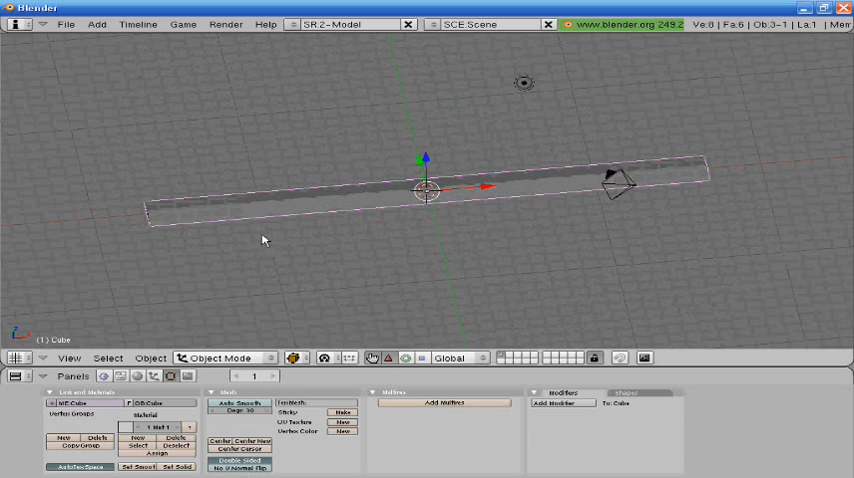 Blender
File Add Timeline Game Render Help SR:2-Model SCE:Scene www.blender.org 249.2 Ve:8 | Fa:6 | Ob:3-1 | La:1 | Mem
(1) Cube
View Select Object Object Mode Global
Panels 1
Link and Materials Mesh Multires Modifiers Shapes
ME:Cube F OB:Cube Auto Smooth TexMesh: Add Multires Add Modifier To: Cube
Vertex Groups Material Degr: 30 Sticky Make
1 Mat 1 UV Texture New
New Delete New Delete Center Center New Vertex Color New
Copy Group Select Deselect Center Cursor
Assign Double Sided
AutoTexSpace Set Smoot Set Solid No V.Normal Flip